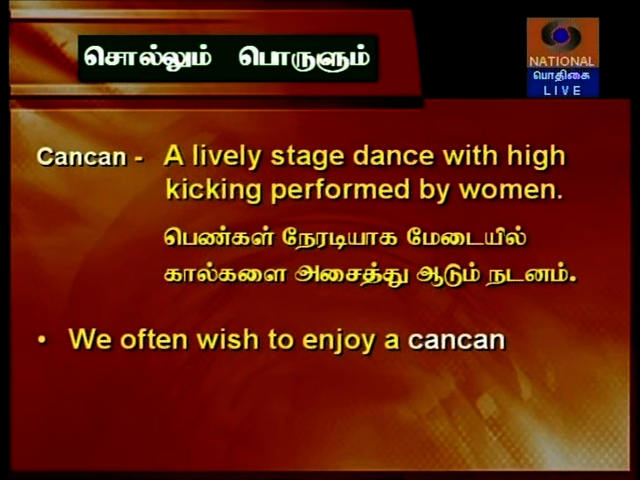 சொல்லும் பொருளும்
NATIONAL
பொதிகை
LIVE
Cancan - A lively stage dance with high
kicking performed by women.
பெண்கள் நேரடியாக மேடையில்
கால்களை அசைத்து ஆடும் நடனம்.
• We often wish to enjoy a cancan